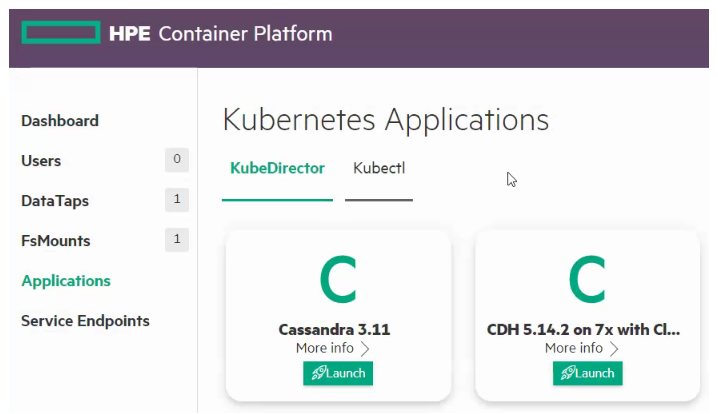 HPE Container Platform
Dashboard
Users 0
DataTaps 1
FsMounts 1
Applications
Service Endpoints
Kubernetes Applications
KubeDirector Kubectl
C
Cassandra 3.11
More info
Launch
C
CDH 5.14.2 on 7x with Cl...
More info
Launch